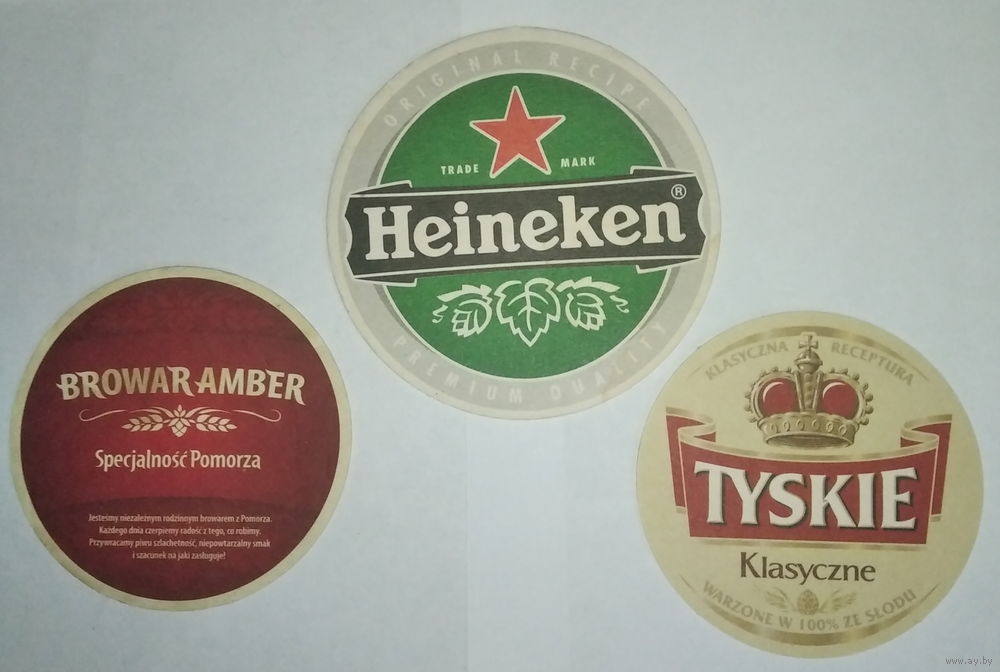 ORIGINAL RECIPE
TRADE MARK
Heineken®
PREMIUM QUALITY
BROWAR AMBER
Specjalność Pomorza
Jesteśmy niezależnym rodzinnym browarem z Pomorza.
Każdego dnia czerpiemy radość z tego, co robimy.
Przywracamy piwu szlachetność, niepowtarzalny smak
i szacunek na jaki zasługuje!
KLASYCZNA RECEPTURA
TYSKIE
Klasyczne
WARZONE W 100% ZE SŁODU
www.ay.by